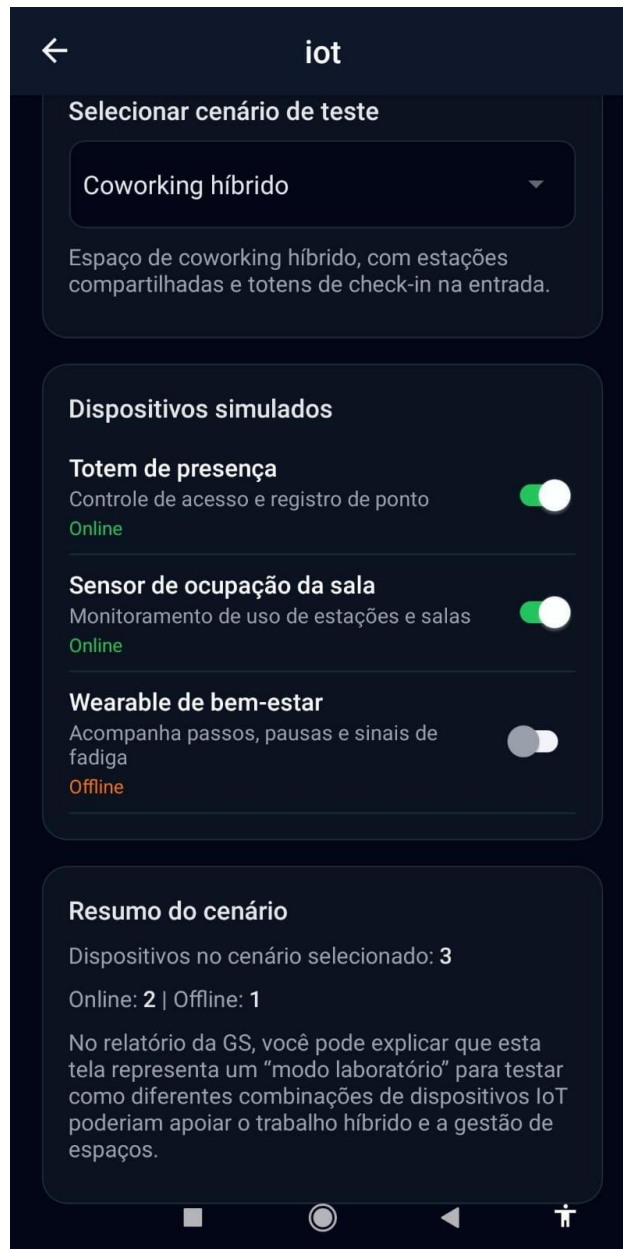 iot
Selecionar cenário de teste
Coworking híbrido
Espaço de coworking híbrido, com estações
compartilhadas e totens de check-in na entrada.
Dispositivos simulados
Totem de presença
Controle de acesso e registro de ponto
Online
Sensor de ocupação da sala
Monitoramento de uso de estações e salas
Online
Wearable de bem-estar
Acompanha passos, pausas e sinais de
fadiga
Offline
Resumo do cenário
Dispositivos no cenário selecionado: 3
Online: 2 | Offline: 1
No relatório da GS, você pode explicar que esta
tela representa um “modo laboratório” para testar
como diferentes combinações de dispositivos IoT
poderiam apoiar o trabalho híbrido e a gestão de
espaços.